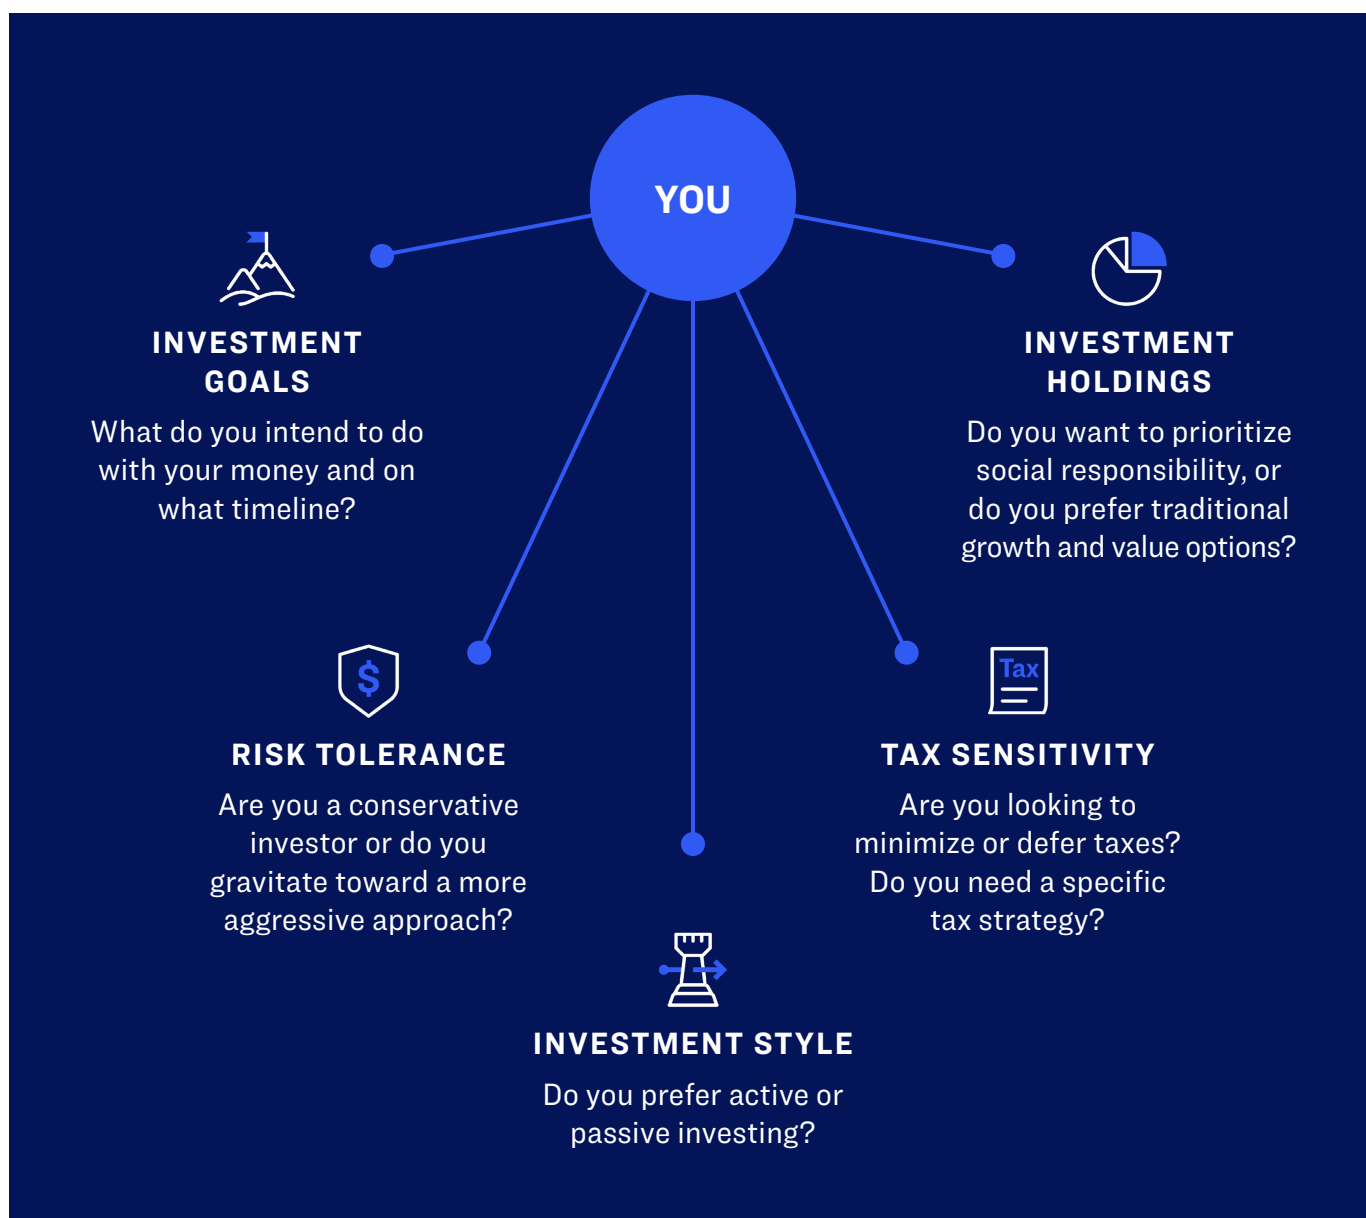 YOU
INVESTMENT
GOALS
What do you intend to do
with your money and on
what timeline?
INVESTMENT
HOLDINGS
Do you want to prioritize
social responsibility, or
do you prefer traditional
growth and value options?
$
RISK TOLERANCE
Are you a conservative
investor or do you
gravitate toward a more
aggressive approach?
Tax
TAX SENSITIVITY
Are you looking to
minimize or defer taxes?
Do you need a specific
tax strategy?
INVESTMENT STYLE
Do you prefer active or
passive investing?